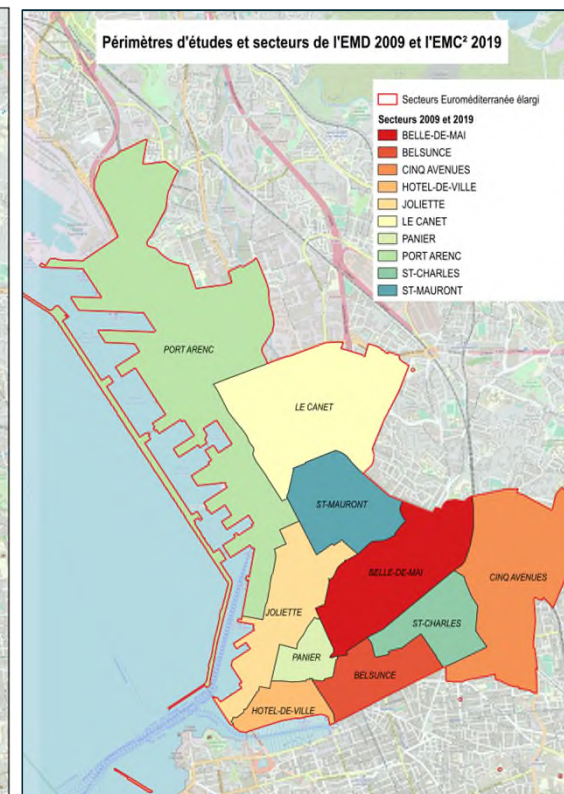 Périmètres d'études et secteurs de l'EMD 2009 et l'EMC² 2019
Secteurs Euroméditerranée élargi
Secteurs 2009 et 2019
BELLE-DE-MAI
BELSUNCE
CINQ AVENUES
HOTEL-DE-VILLE
JOLIETTE
LE CANET
PANIER
PORT ARENC
ST-CHARLES
ST-MAURONT
PORT ARENC
LE CANET
ST-MAURONT
BELLE-DE-MAI
CINQ AVENUES
JOLIETTE
ST-CHARLES
PANIER
BELSUNCE
HOTEL-DE-VILLE